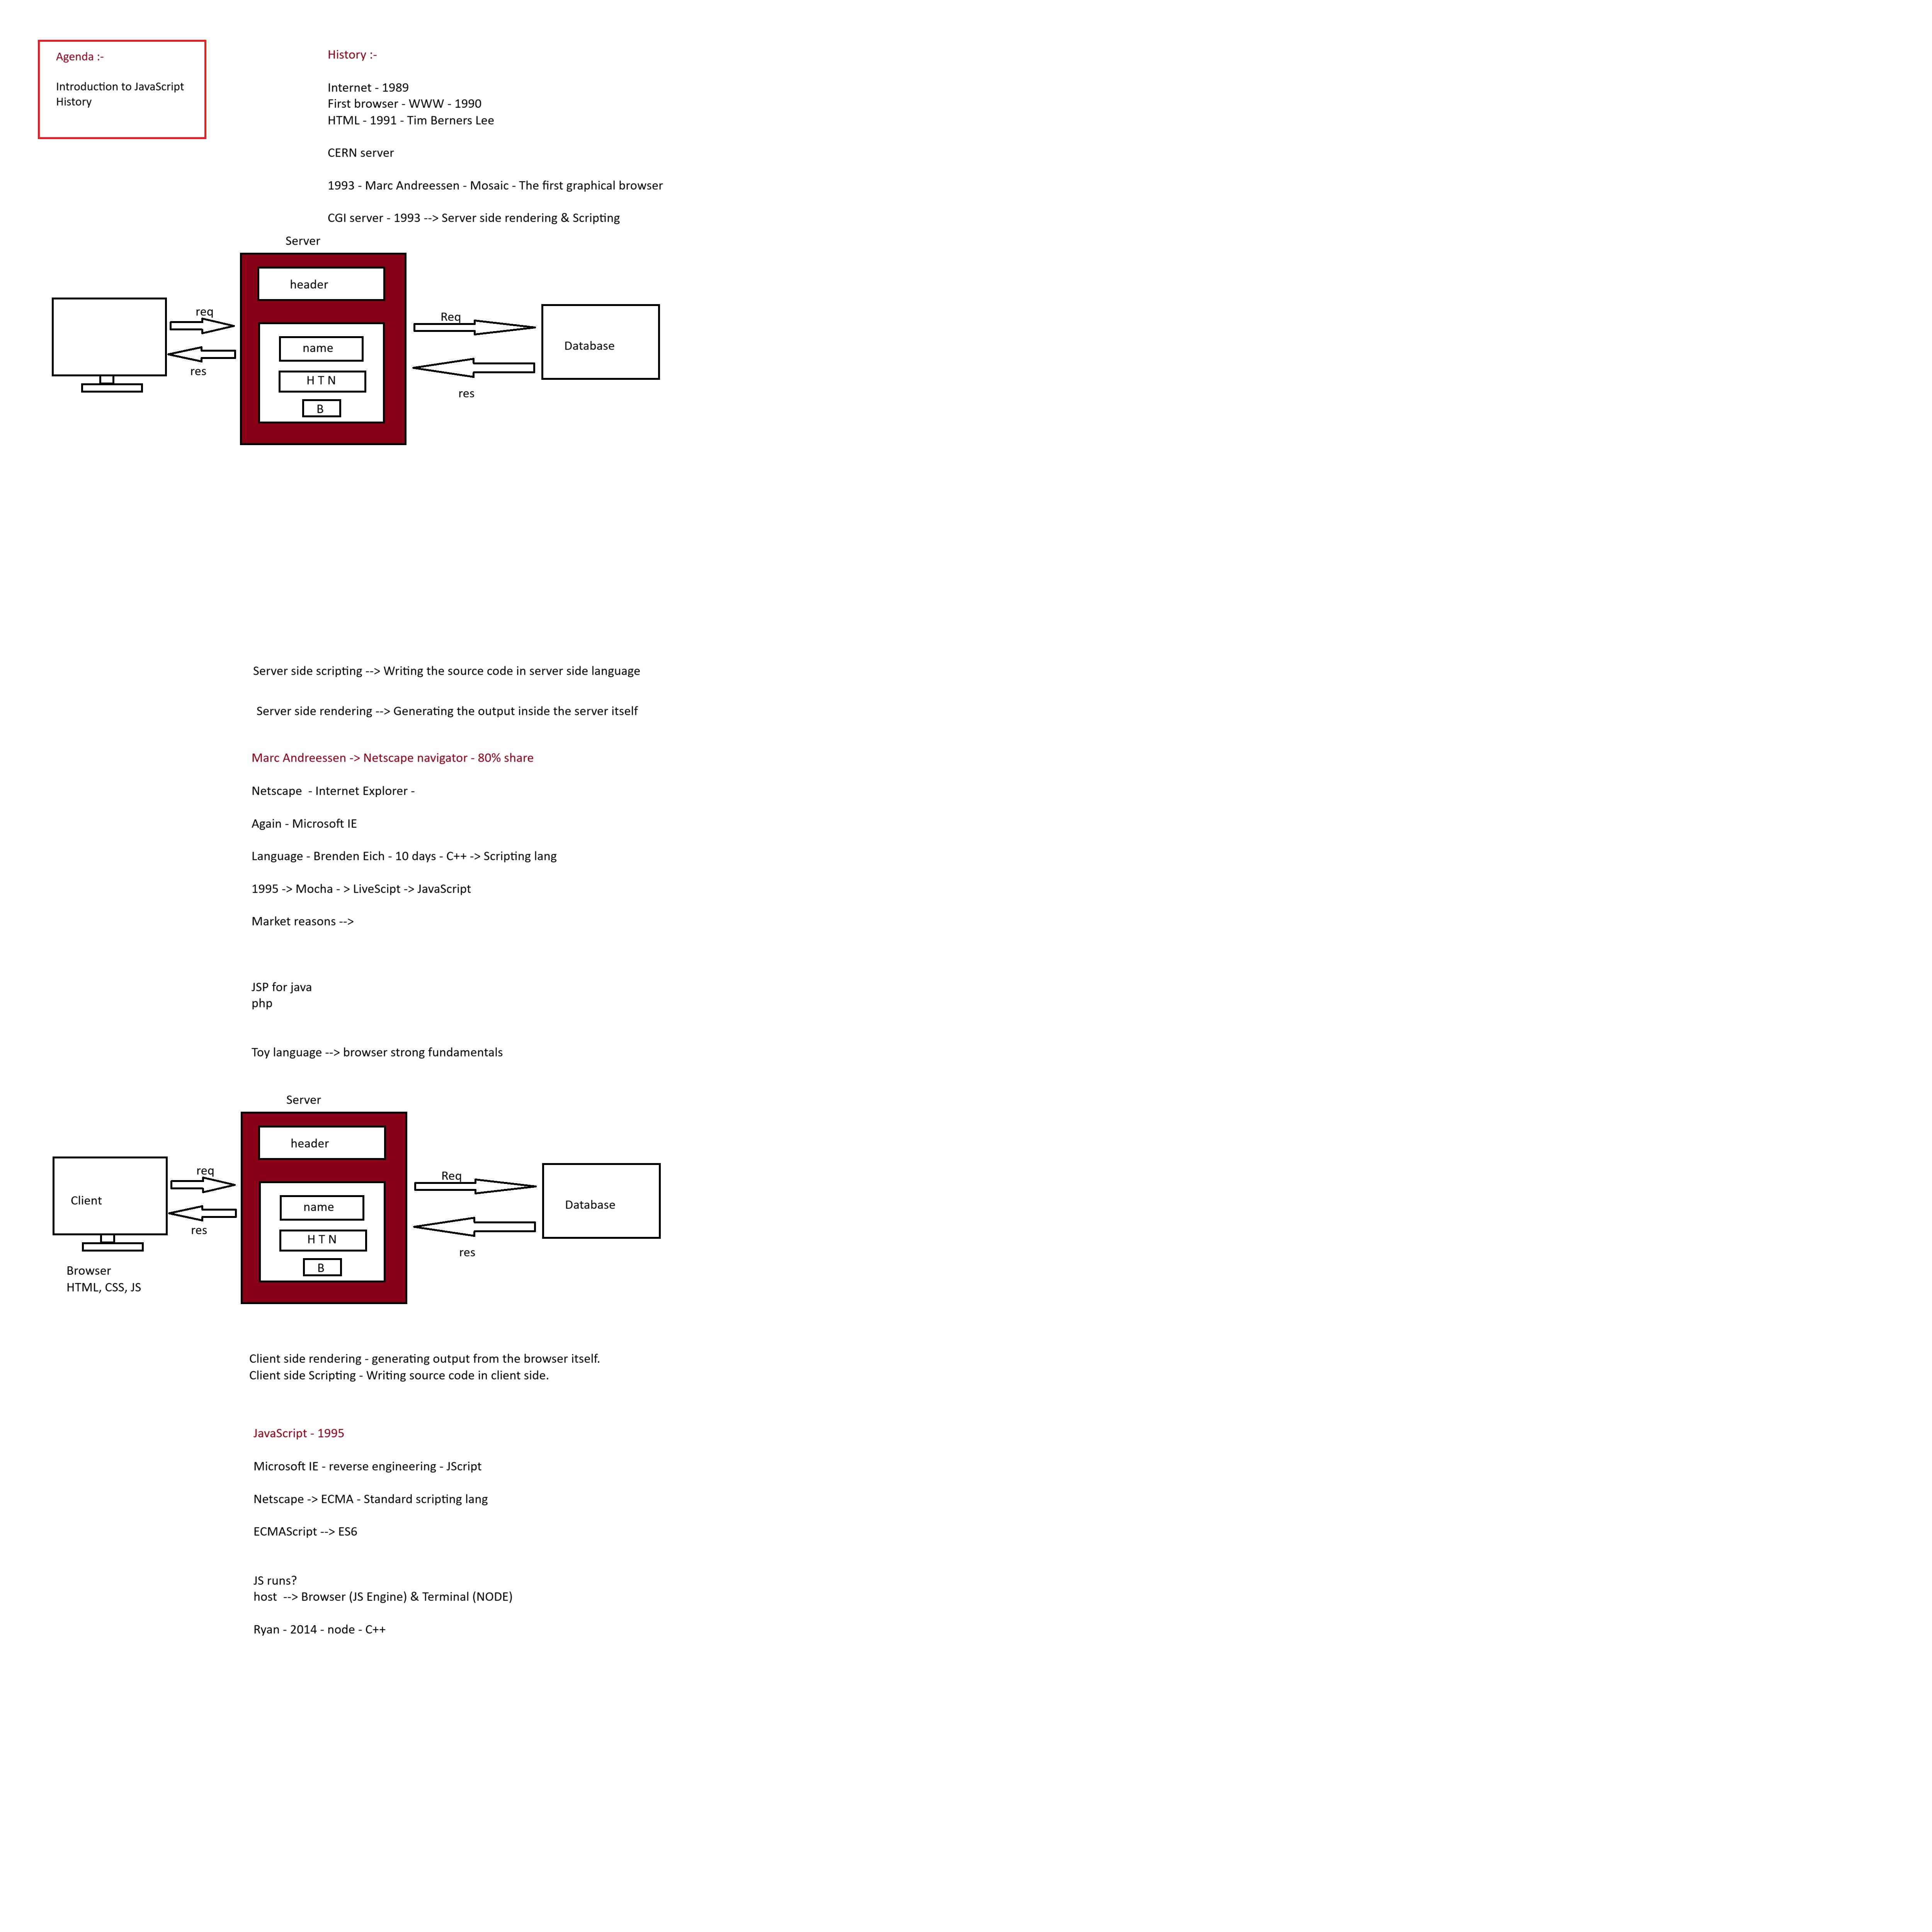 Agenda :-
Introduction to JavaScript
History
History :-
Internet - 1989
First browser - WWW - 1990
HTML - 1991 - Tim Berners Lee
CERN server
1993 - Marc Andreessen - Mosaic - The first graphical browser
CGI server - 1993 --> Server side rendering & Scripting
Server
header
req
Req
name
Database
res
H T N
res
B
Server side scripting --> Writing the source code in server side language
Server side rendering --> Generating the output inside the server itself
Marc Andreessen -> Netscape navigator - 80% share
Netscape  - Internet Explorer -
Again - Microsoft IE
Language - Brenden Eich - 10 days - C++ -> Scripting lang
1995 -> Mocha - > LiveScipt -> JavaScript
Market reasons -->
JSP for java
php
Toy language --> browser strong fundamentals
Server
header
req
Req
Client
name
Database
res
H T N
res
B
Browser
HTML, CSS, JS
Client side rendering - generating output from the browser itself.
Client side Scripting - Writing source code in client side.
JavaScript - 1995
Microsoft IE - reverse engineering - JScript
Netscape -> ECMA - Standard scripting lang
ECMAScript --> ES6
JS runs?
host  --> Browser (JS Engine) & Terminal (NODE)
Ryan - 2014 - node - C++